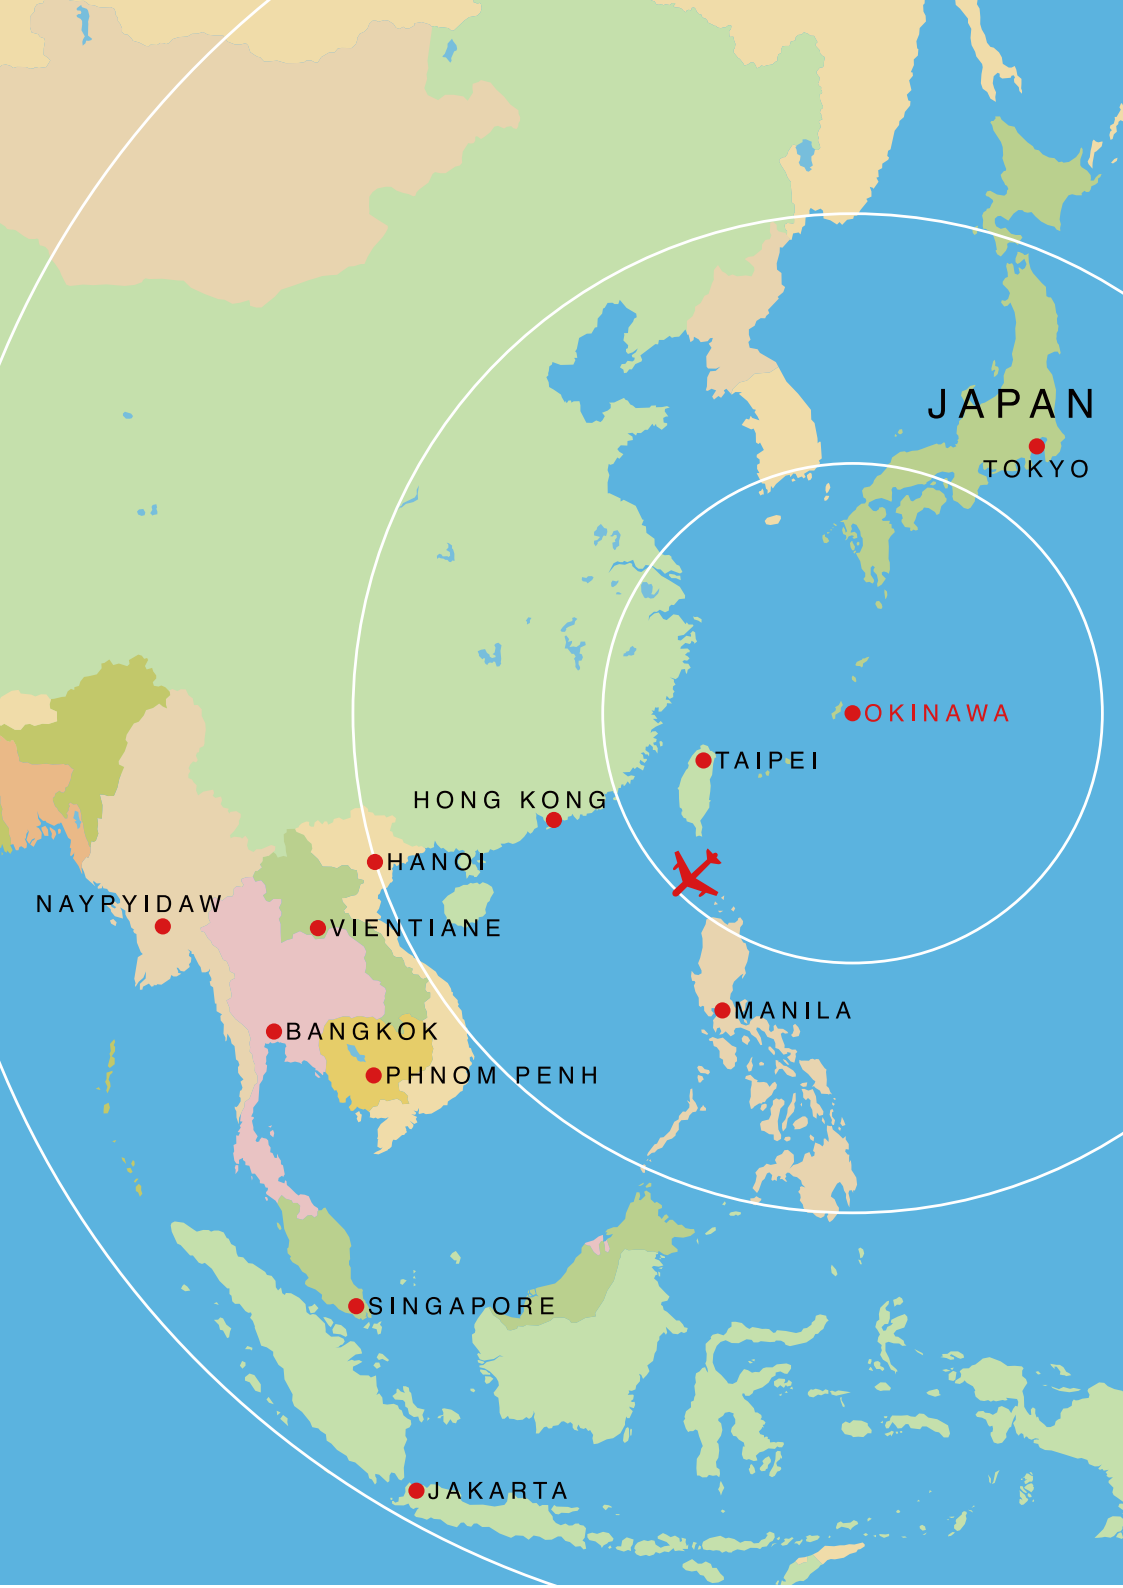 JAPAN
TOKYO
OKINAWA
TAIPEI
HONG KONG
HANOI
NAYPYIDAW
VIENTIANE
MANILA
BANGKOK
PHNOM PENH
SINGAPORE
JAKARTA